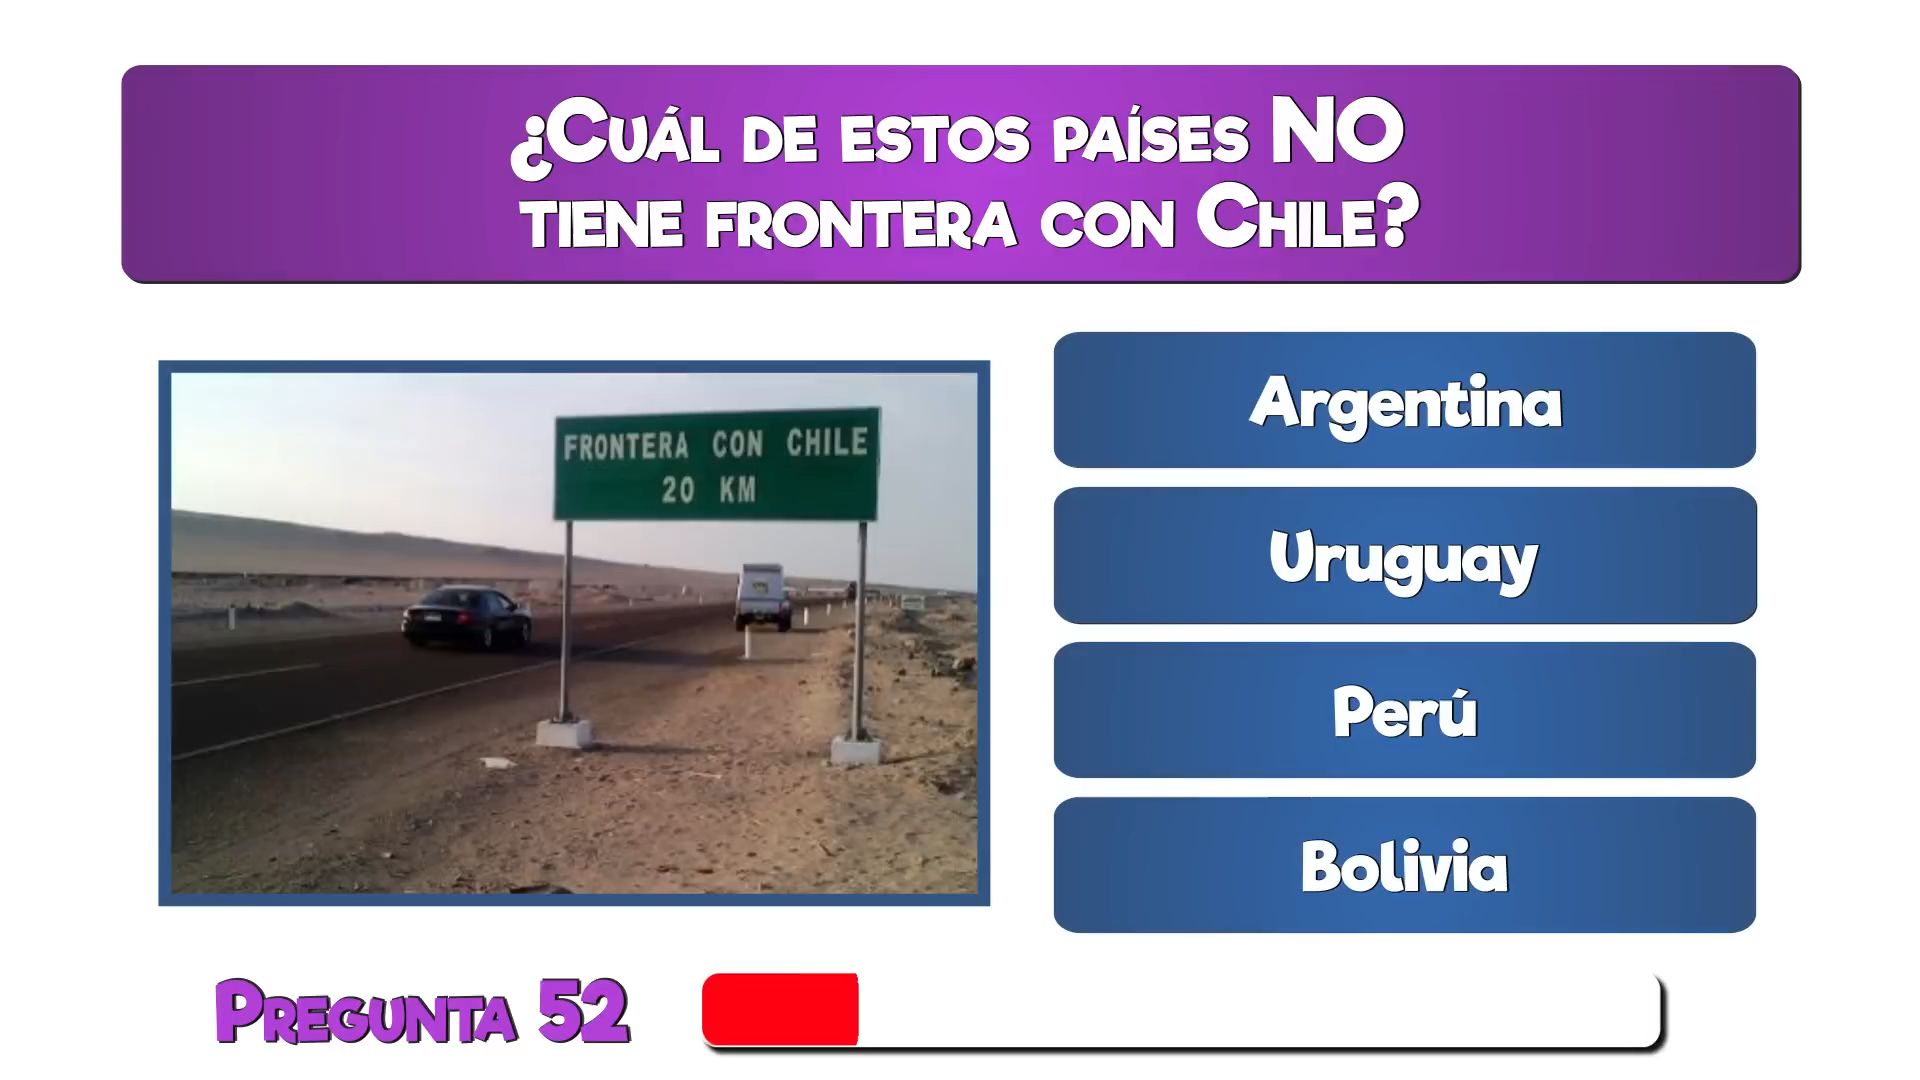 ¿Cuál de estos países NO
tiene frontera con Chile?
FRONTERA CON CHILE
20 KM
Argentina
Uruguay
Perú
Bolivia
Pregunta 52